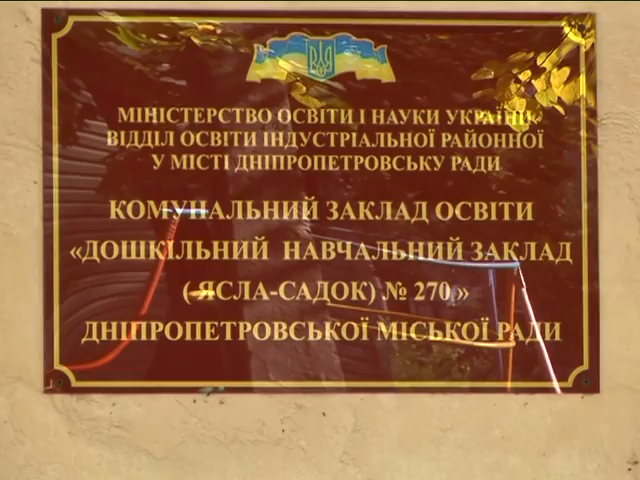 МІНІСТЕРСТВО ОСВІТИ І НАУКИ УКРАЇНИ
ВІДДІЛ ОСВІТИ ІНДУСТРІАЛЬНОЇ РАЙОННОЇ
У МІСТІ ДНІПРОПЕТРОВСЬКУ РАДИ
КОМУНАЛЬНИЙ ЗАКЛАД ОСВІТИ
«ДОШКІЛЬНИЙ НАВЧАЛЬНИЙ ЗАКЛАД
( ЯСЛА-САДОК) № 270 »
ДНІПРОПЕТРОВСЬКОЇ МІСЬКОЇ РАДИ